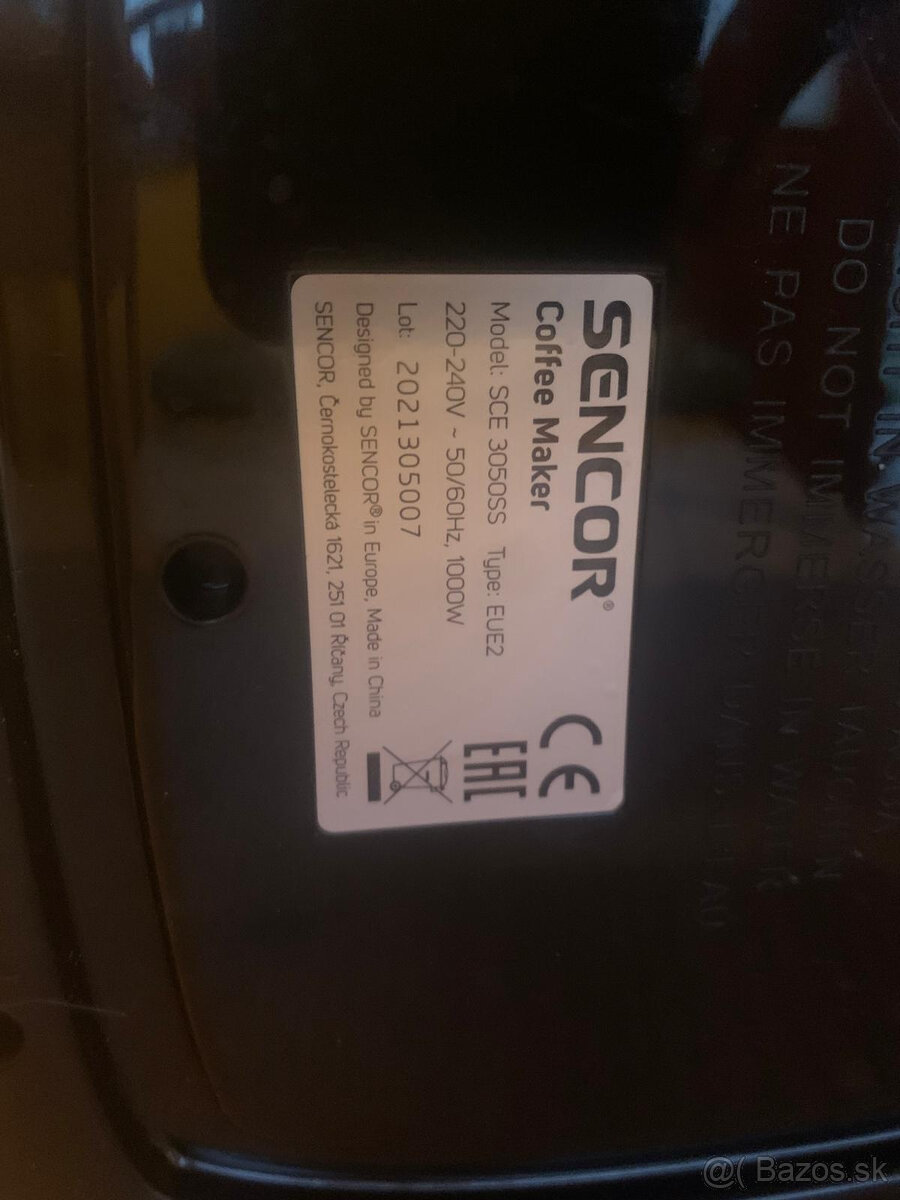 DO NOT IMMERSE IN WATER
NE PAS IMMERGER
SENCOR®
Coffee Maker
Model: SCE 3050SS Type: EUE2
220-240V ~ 50/60Hz, 1000W
Lot: 2021305007
Designed by SENCOR® in Europe, Made in China
SENCOR, Černokostelecká 1621, 251 01 Říčany, Czech Republic
CE
EAC
@( Bazos.sk